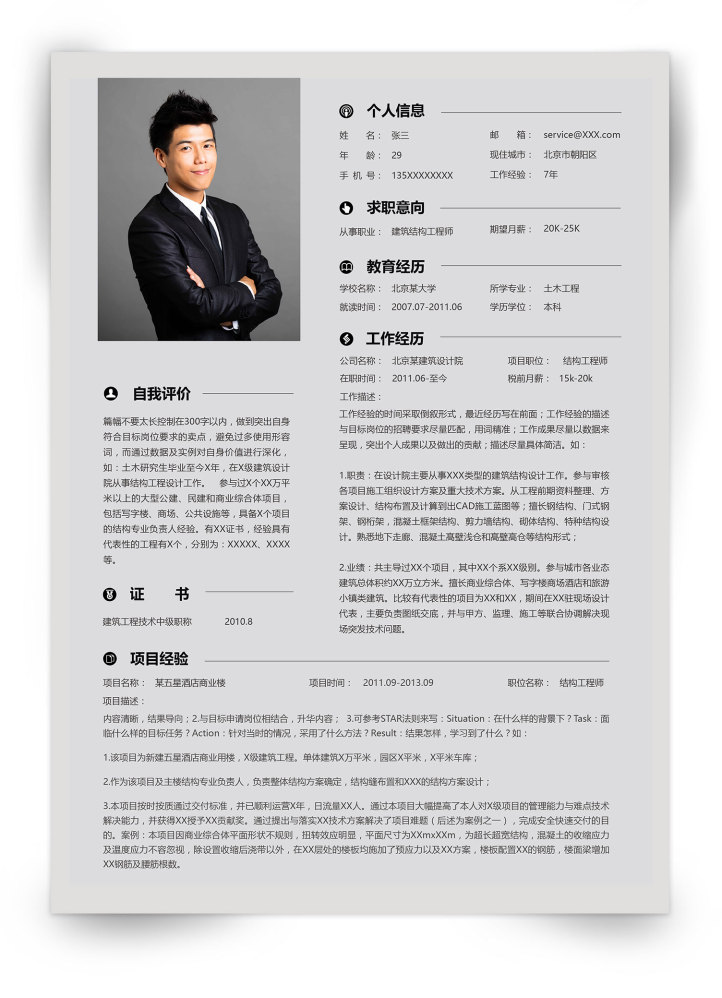 个人信息
姓 名： 张三
邮 箱： service@XXX.com
年 龄： 29
现住城市： 北京市朝阳区
手 机 号： 135XXXXXXXX
工作经验： 7年
求职意向
从事职业： 建筑结构工程师
期望月薪： 20K-25K
教育经历
学校名称： 北京某大学
所学专业： 土木工程
就读时间： 2007.07-2011.06
学历学位： 本科
工作经历
公司名称： 北京某建筑设计院
项目职位： 结构工程师
在职时间： 2011.06-至今
税前月薪： 15k-20k
工作描述：
工作经验的时间采取倒叙形式，最近经历写在前面；工作经验的描述
与目标岗位的招聘要求尽量匹配，用词精准；工作成果尽量以数据来
呈现，突出个人成果以及做出的贡献；描述尽量具体简洁。如：
1.职责：在设计院主要从事XXX类型的建筑结构设计工作。参与审核
各项目施工组织设计方案及重大技术方案。从工程前期资料整理、方
案设计、结构布置及计算到出CAD施工蓝图等；擅长钢结构、门式钢
架、钢桁架，混凝土框架结构、剪力墙结构、砌体结构、特种结构设
计。熟悉地下走廊、混凝土高壁浅仓和高壁高仓等结构形式；
2.业绩：共主导过XX个项目，其中XX个系XX级别。参与城市各业态
建筑总体积约XX万立方米。擅长商业综合体、写字楼商场酒店和旅游
小镇类建筑。比较有代表性的项目为XX和XX，期间在XX驻现场设计
代表，主要负责图纸交底，并与甲方、监理、施工等联合协调解决现
场突发技术问题。
自我评价
篇幅不要太长控制在300字以内，做到突出自身
符合目标岗位要求的卖点，避免过多使用形容
词，而通过数据及实例对自身价值进行深化，
如：土木研究生毕业至今X年，在X级建筑设计
院从事结构工程设计工作。 参与过X个XX万平
米以上的大型公建、民建和商业综合体项目，
包括写字楼、商场、公共设施等，具备X个项目
的结构专业负责人经验。有XX证书，经验具有
代表性的工程有X个，分别为：XXXXX、XXXX
等。
证 书
建筑工程技术中级职称 2010.8
项目经验
项目名称： 某五星酒店商业楼
项目时间： 2011.09-2013.09
职位名称： 结构工程师
项目描述：
内容清晰，结果导向；2.与目标申请岗位相结合，升华内容； 3.可参考STAR法则来写：Situation：在什么样的背景下？Task：面
临什么样的目标任务？Action：针对当时的情况，采用了什么方法？Result：结果怎样，学习到了什么？如：
1.该项目为新建五星酒店商业用楼，X级建筑工程。单体建筑X万平米，园区X平米，X平米车库；
2.作为该项目及主楼结构专业负责人，负责整体结构方案确定，结构缝布置和XXX的结构方案设计；
3.本项目按时按质通过交付标准，并已顺利运营X年，日流量XX人。通过本项目大幅提高了本人对X级项目的管理能力与难点技术
解决能力，并获得XX授予XX贡献奖。通过提出与落实XX技术方案解决了项目难题（后述为案例之一），完成安全快速交付的目
的。案例：本项目因商业综合体平面形状不规则，扭转效应明显，平面尺寸为XXmxXXm，为超长超宽结构，混凝土的收缩应力
及温度应力不容忽视，除设置收缩后浇带以外，在XX层处的楼板均施加了预应力以及XX方案，楼板配置XX的钢筋，楼面梁增加
XX钢筋及腰筋根数。